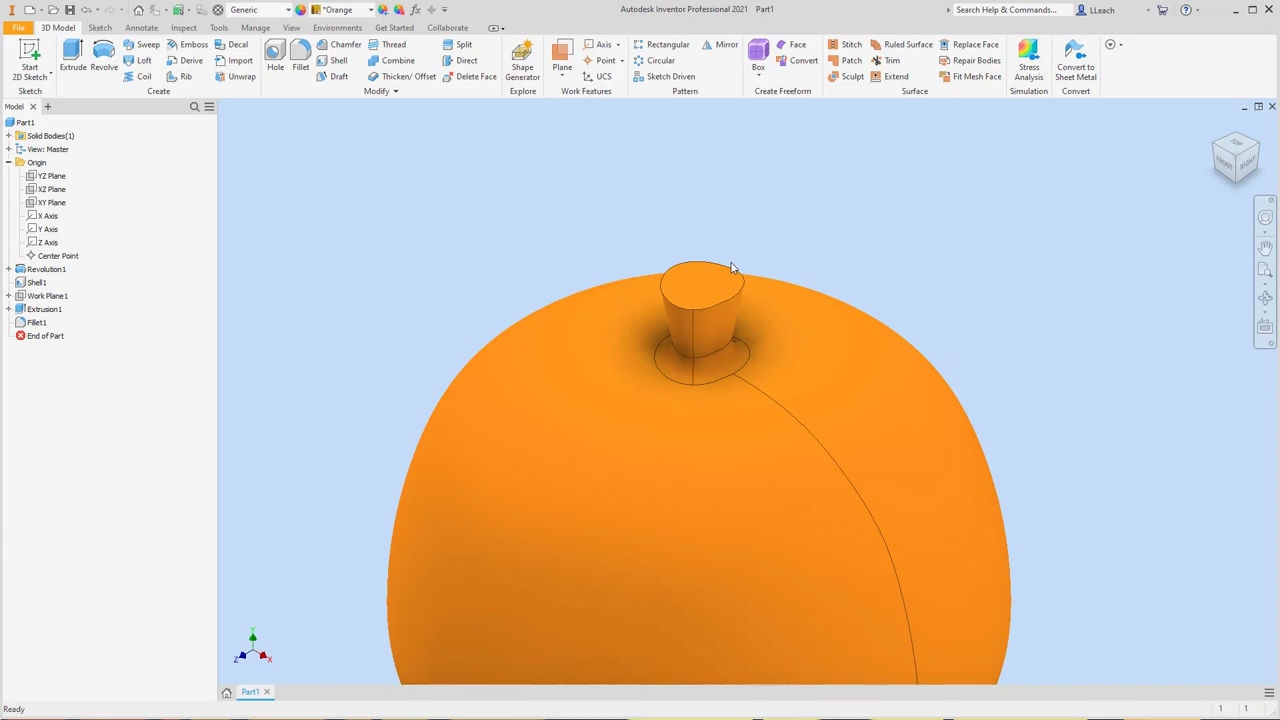 Generic
*Orange
Autodesk Inventor Professional 2021 Part1
Search Help & Commands...
LLeach
File 3D Model Sketch Annotate Inspect Tools Manage View Environments Get Started Collaborate
Start
2D Sketch
Sketch
Extrude
Revolve
Sweep
Loft
Coil
Emboss
Derive
Rib
Decal
Import
Unwrap
Create
Hole
Fillet
Chamfer
Shell
Draft
Thread
Combine
Thicken/ Offset
Split
Direct
Delete Face
Modify
Shape
Generator
Explore
Plane
Axis
Point
UCS
Work Features
Rectangular
Circular
Sketch Driven
Mirror
Pattern
Box
Face
Convert
Create Freeform
Stitch
Patch
Sculpt
Ruled Surface
Trim
Extend
Replace Face
Repair Bodies
Fit Mesh Face
Surface
Stress
Analysis
Simulation
Convert to
Sheet Metal
Convert
Model
Part1
Solid Bodies(1)
View: Master
Origin
YZ Plane
XZ Plane
XY Plane
X Axis
Y Axis
Z Axis
Center Point
Revolution1
Shell1
Work Plane1
Extrusion1
Fillet1
End of Part
TOP
FRONT
RIGHT
Y
Z
X
Part1
Ready
1 1